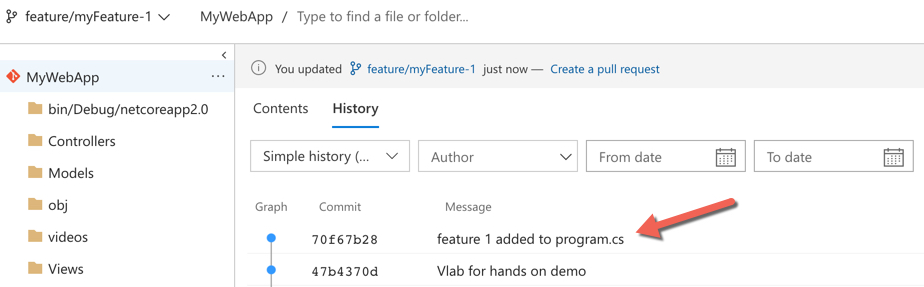 feature/myFeature-1 MyWebApp / Type to find a file or folder...
MyWebApp ...
bin/Debug/netcoreapp2.0
Controllers
Models
obj
videos
Views
You updated feature/myFeature-1 just now — Create a pull request
Contents History
Simple history (... Author From date To date
Graph Commit Message
70f67b28 feature 1 added to program.cs
47b4370d Vlab for hands on demo